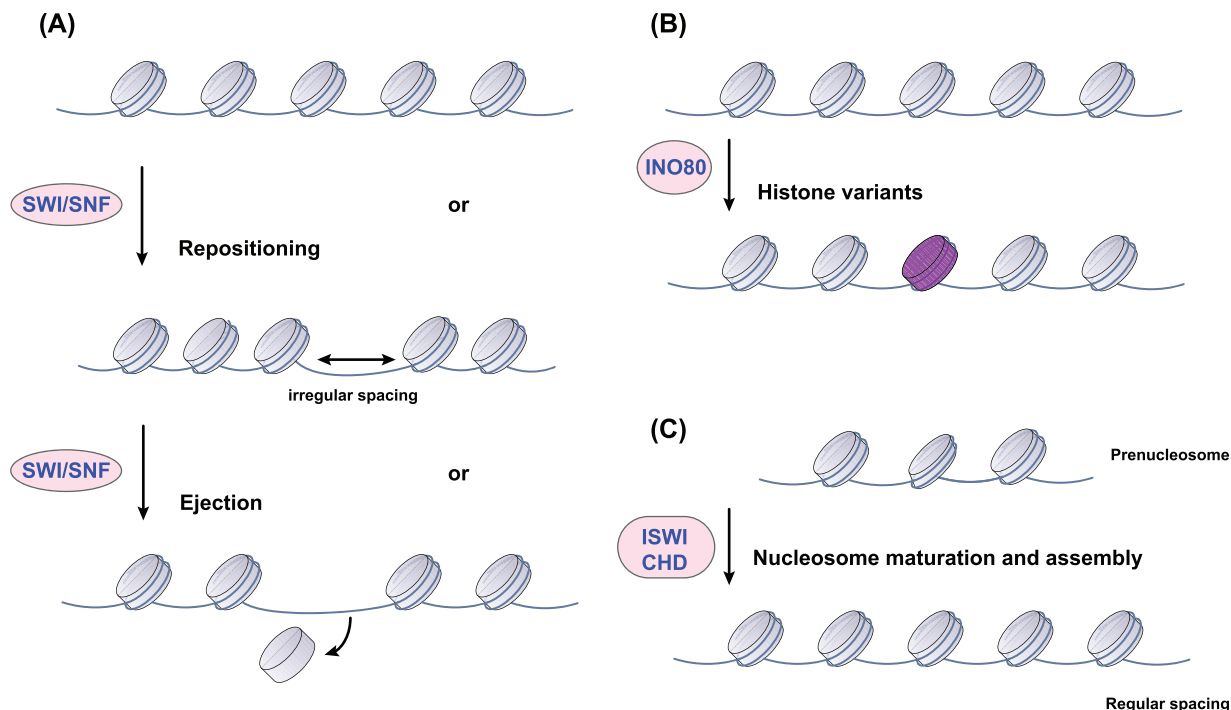 (A)
SWI/SNF
or
Repositioning
irregular spacing
SWI/SNF
or
Ejection
(B)
INO80
Histone variants
(C)
Prenucleosome
ISWI
CHD
Nucleosome maturation and assembly
Regular spacing